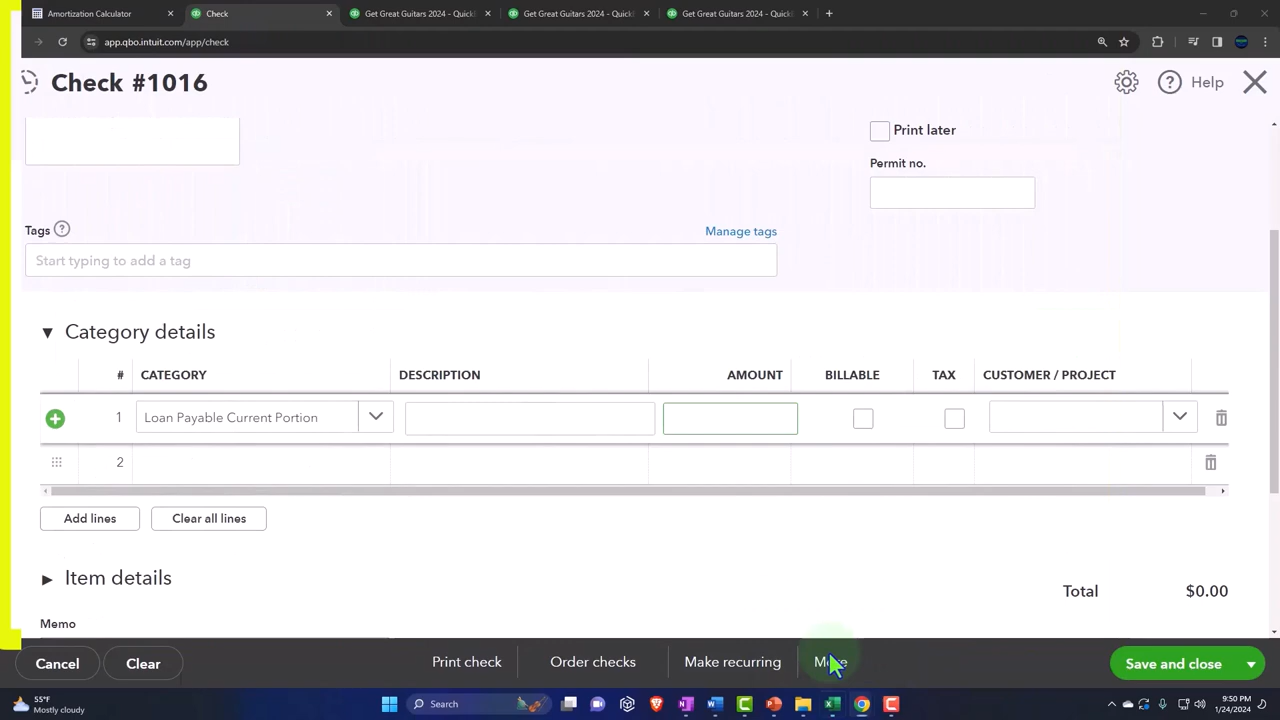 Amortization Calculator
Check
Get Great Guitars 2024 - Quick
Get Great Guitars 2024 - Quick
Get Great Guitars 2024 - Quick
app.qbo.intuit.com/app/check
Check #1016
Help
Print later
Permit no.
Tags
Manage tags
Start typing to add a tag
Category details
# CATEGORY DESCRIPTION AMOUNT BILLABLE TAX CUSTOMER / PROJECT
1 Loan Payable Current Portion
2
Add lines Clear all lines
Item details
Total $0.00
Memo
Cancel Clear Print check Order checks Make recurring More Save and close
55°F
Mostly cloudy
Search
9:50 PM
1/24/2024